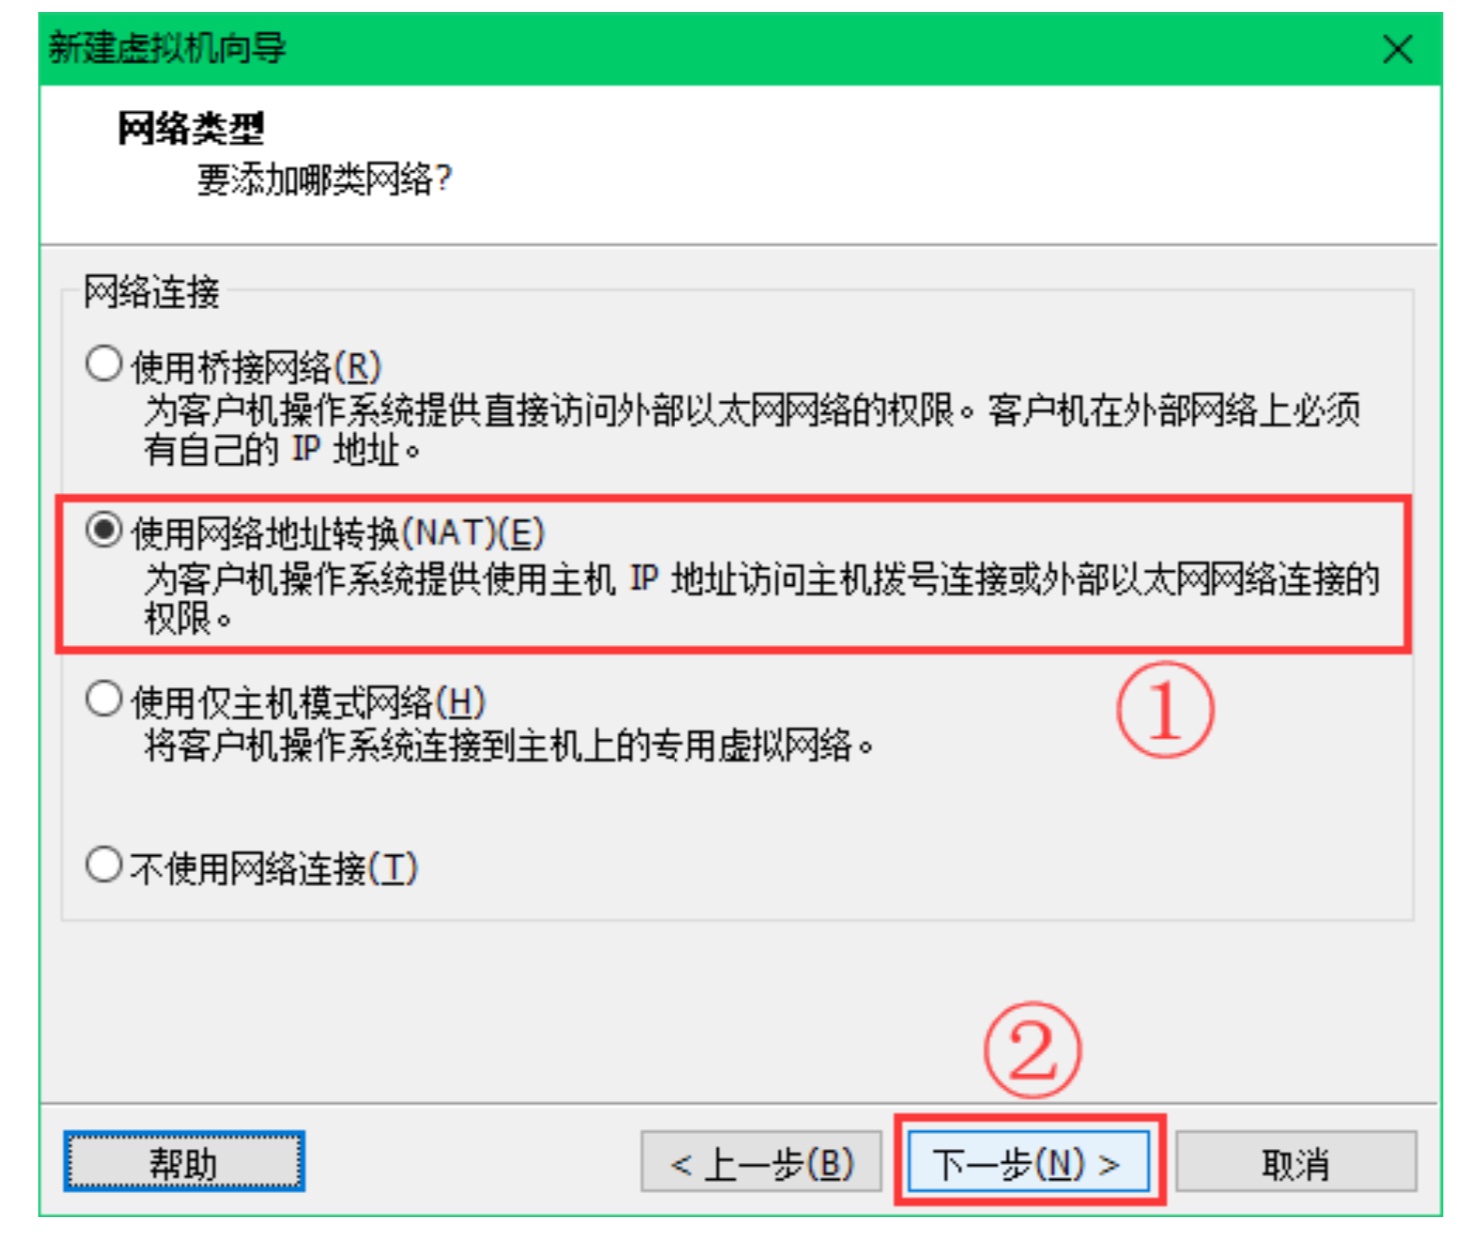 新建虚拟机向导
网络类型
要添加哪类网络?
网络连接
使用桥接网络(R)
为客户机操作系统提供直接访问外部以太网网络的权限。客户机在外部网络上必须
有自己的 IP 地址。
使用网络地址转换(NAT)(E)
为客户机操作系统提供使用主机 IP 地址访问主机拨号连接或外部以太网网络连接的
权限。
①
使用仅主机模式网络(H)
将客户机操作系统连接到主机上的专用虚拟网络。
不使用网络连接(T)
②
帮助
< 上一步(B)
下一步(N) >
取消